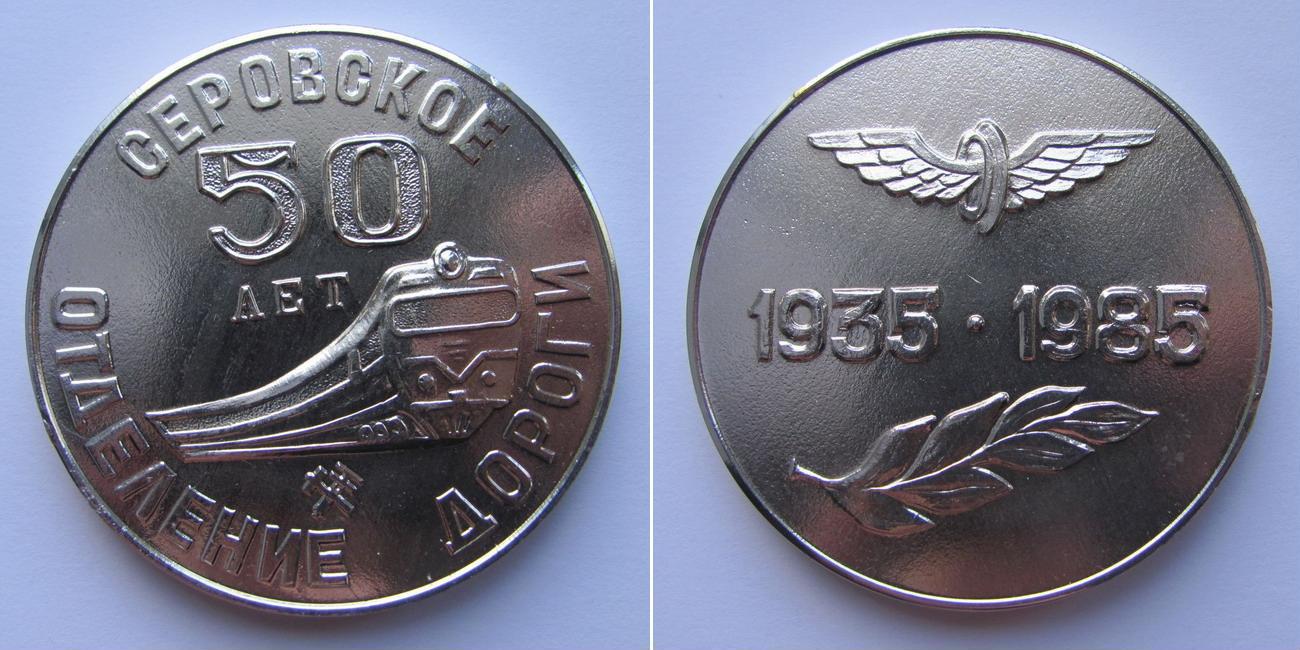 СЕРОВСКОЕ
50
ЛЕТ
ОТДЕЛЕНИЕ ДОРОГИ
1935 · 1985